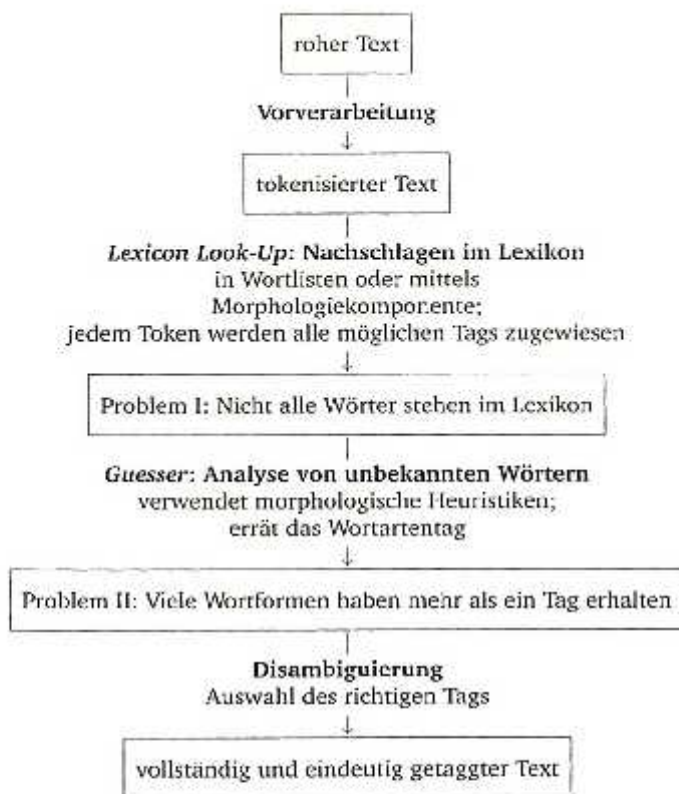 roher Text
Vorverarbeitung
tokenisierter Text
Lexicon Look-Up: Nachschlagen im Lexikon
in Wortlisten oder mittels
Morphologiekomponente;
jedem Token werden alle möglichen Tags zugewiesen
Problem I: Nicht alle Wörter stehen im Lexikon
Guesser: Analyse von unbekannten Wörtern
verwendet morphologische Heuristiken;
errät das Wortartentag
Problem II: Viele Wortformen haben mehr als ein Tag erhalten
Disambiguierung
Auswahl des richtigen Tags
vollständig und eindeutig getaggter Text